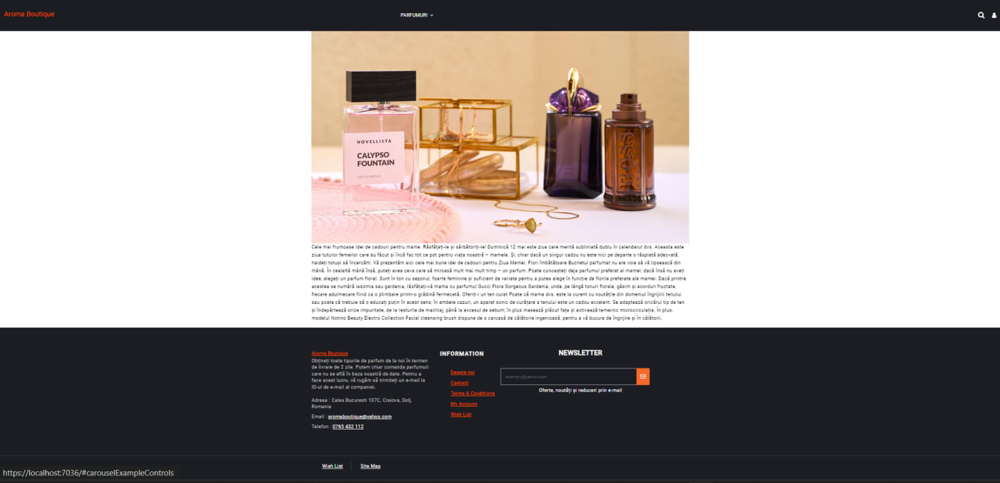 Aroma Boutique
PARFUMURI
NOVELLISTA
CALYPSO
FOUNTAIN
EAU DE PARFUM
BOSS
Cele mai frumoase idei de cadouri pentru mame. Răsfățați-le și sărbătoriți-le! Duminică 12 mai este ziua care merită subliniată dublu în calendarul dvs. Aceasta este
ziua tuturor femeilor care au făcut și încă fac tot ce pot pentru viața noastră – mamele. Și, chiar dacă un singur cadou nu este nici pe departe o răsplată adecvată,
haideți totuși să încercăm. Vă prezentăm aici cele mai bune idei de cadouri pentru Ziua Mamei. Flori îmbătătoare Buchetul parfumat nu are voie să vă lipsească din
mână. În cealaltă mână însă, puteți avea ceva care să miroasă mult mai mult timp – un parfum. Poate cunoașteți deja parfumul preferat al mamei; dacă însă nu aveți
idee, alegeți un parfum floral. Sunt în ton cu sezonul, foarte feminine și suficient de variate pentru a putea alege în funcție de florile preferate ale mamei. Dacă printre
acestea se numără iasomia sau gardenia, răsfățați-vă mama cu parfumul Gucci Flora Gorgeous Gardenia, unde, pe lângă tonuri florale, găsim și acorduri fructate,
fiecare adulmecare fiind ca o plimbare printr-o grădină fermecată. Oferiți-i un ten curat Poate că mama dvs. este la curent cu noutățile din domeniul îngrijirii tenului
sau poate că trebuie să o educați puțin în acest sens; în ambele cazuri, un aparat sonic de curățare a tenului este un cadou excelent. Se adaptează oricărui tip de ten
și îndepărtează orice impuritate, de la resturile de machiaj, până la excesul de sebum; în plus masează plăcut fața și activează temeinic microcirculația. În plus,
modelul Notino Beauty Electro Collection Facial cleansing brush dispune de o carcasă de călătorie ingenioasă, pentru a vă bucura de îngrijire și în călătorii.
Aroma Boutique
Obțineți toate tipurile de parfum de la noi în termen
de livrare de 2 zile. Putem chiar comanda parfumuri
care nu se află în baza noastră de date. Pentru a
face acest lucru, vă rugăm să trimiteți un e-mail la
ID-ul de e-mail al companiei.
Adresa : Calea Bucuresti 107C, Craiova, Dolj,
Romania
Email : aromaboutique@yahoo.com
Telefon : 0765 432 112
INFORMATION
Despre noi
Contact
Terms & Conditions
My Account
Wish List
NEWSLETTER
examplu@yahoo.com
Oferte, noutăți și reduceri prin e-mail
Wish List
Site Map
https://localhost:7036/#carouselExampleControls